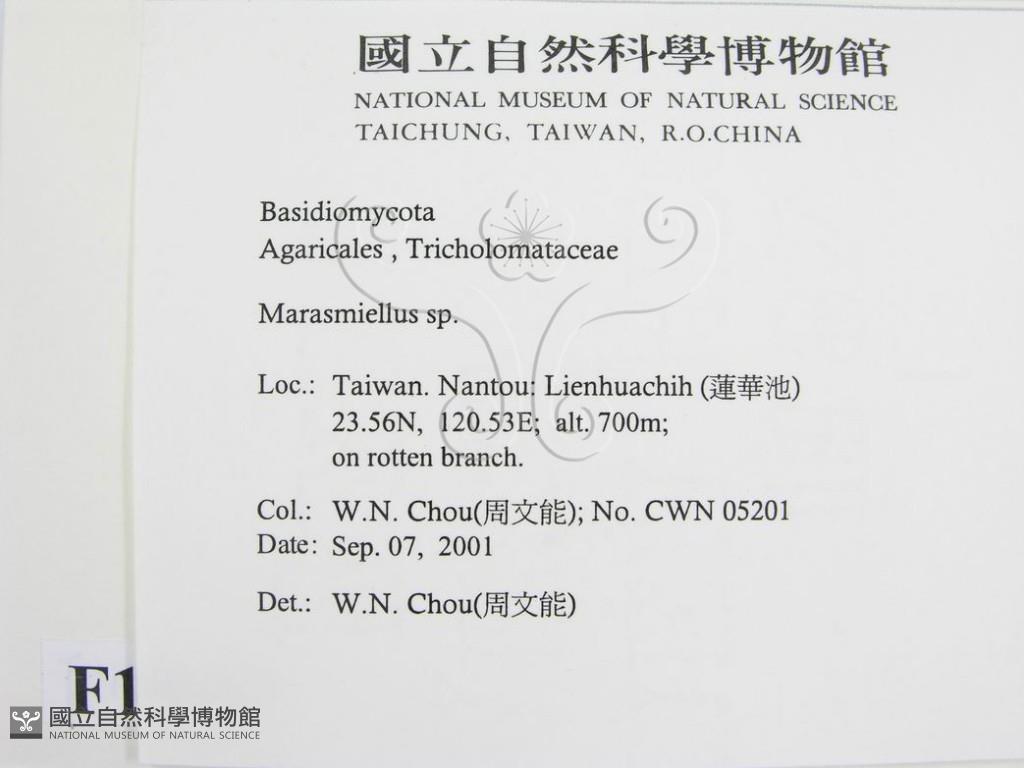 國立自然科學博物館
NATIONAL MUSEUM OF NATURAL SCIENCE
TAICHUNG, TAIWAN, R.O.CHINA
Basidiomycota
Agaricales , Tricholomataceae
Marasmiellus sp.
Loc.: Taiwan. Nantou: Lienhuachih (蓮華池)
23.56N, 120.53E; alt. 700m;
on rotten branch.
Col.: W.N. Chou(周文能); No. CWN 05201
Date: Sep. 07, 2001
Det.: W.N. Chou(周文能)
F1
國立自然科學博物館
NATIONAL MUSEUM OF NATURAL SCIENCE